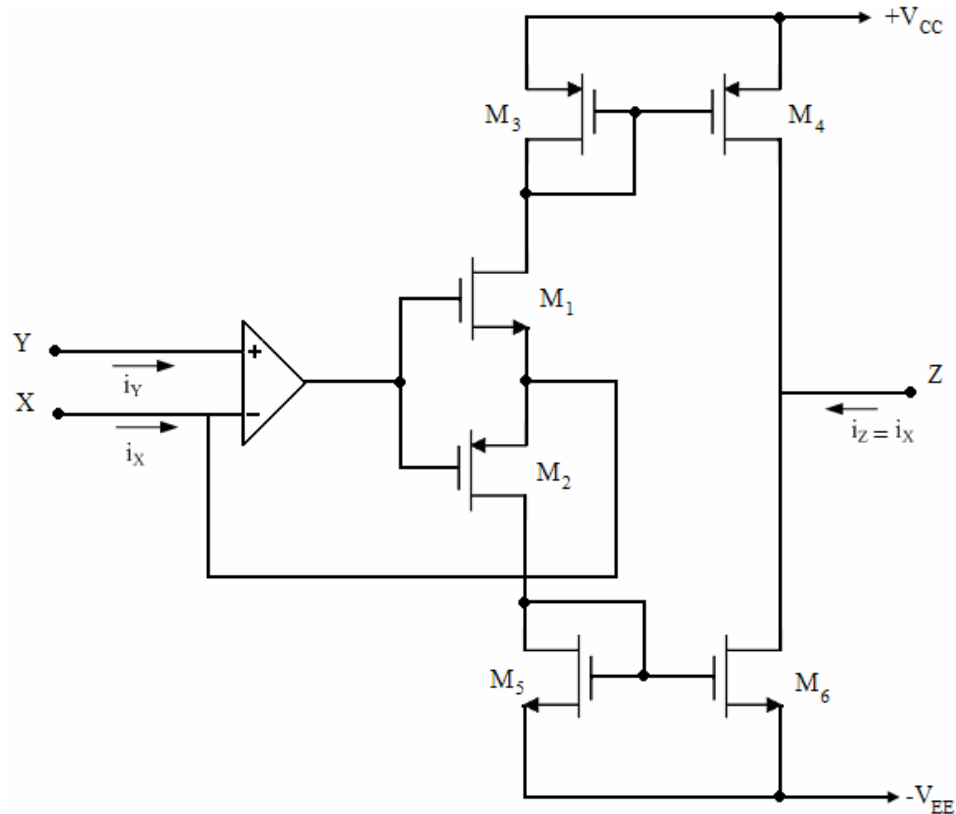 +V_CC
M_3
M_4
M_1
Y
+
i_Y
X
−
i_X
Z
i_Z = i_X
M_2
M_5
M_6
-V_EE